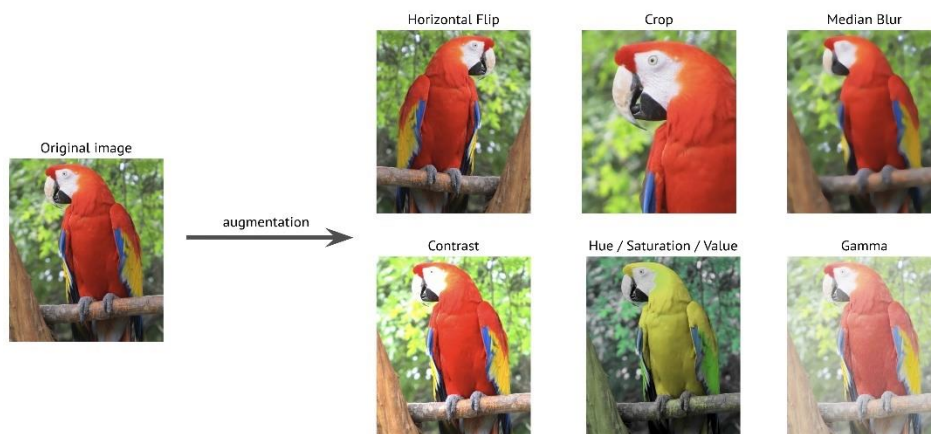 Horizontal Flip
Crop
Median Blur
Original image
augmentation
Contrast
Hue / Saturation / Value
Gamma